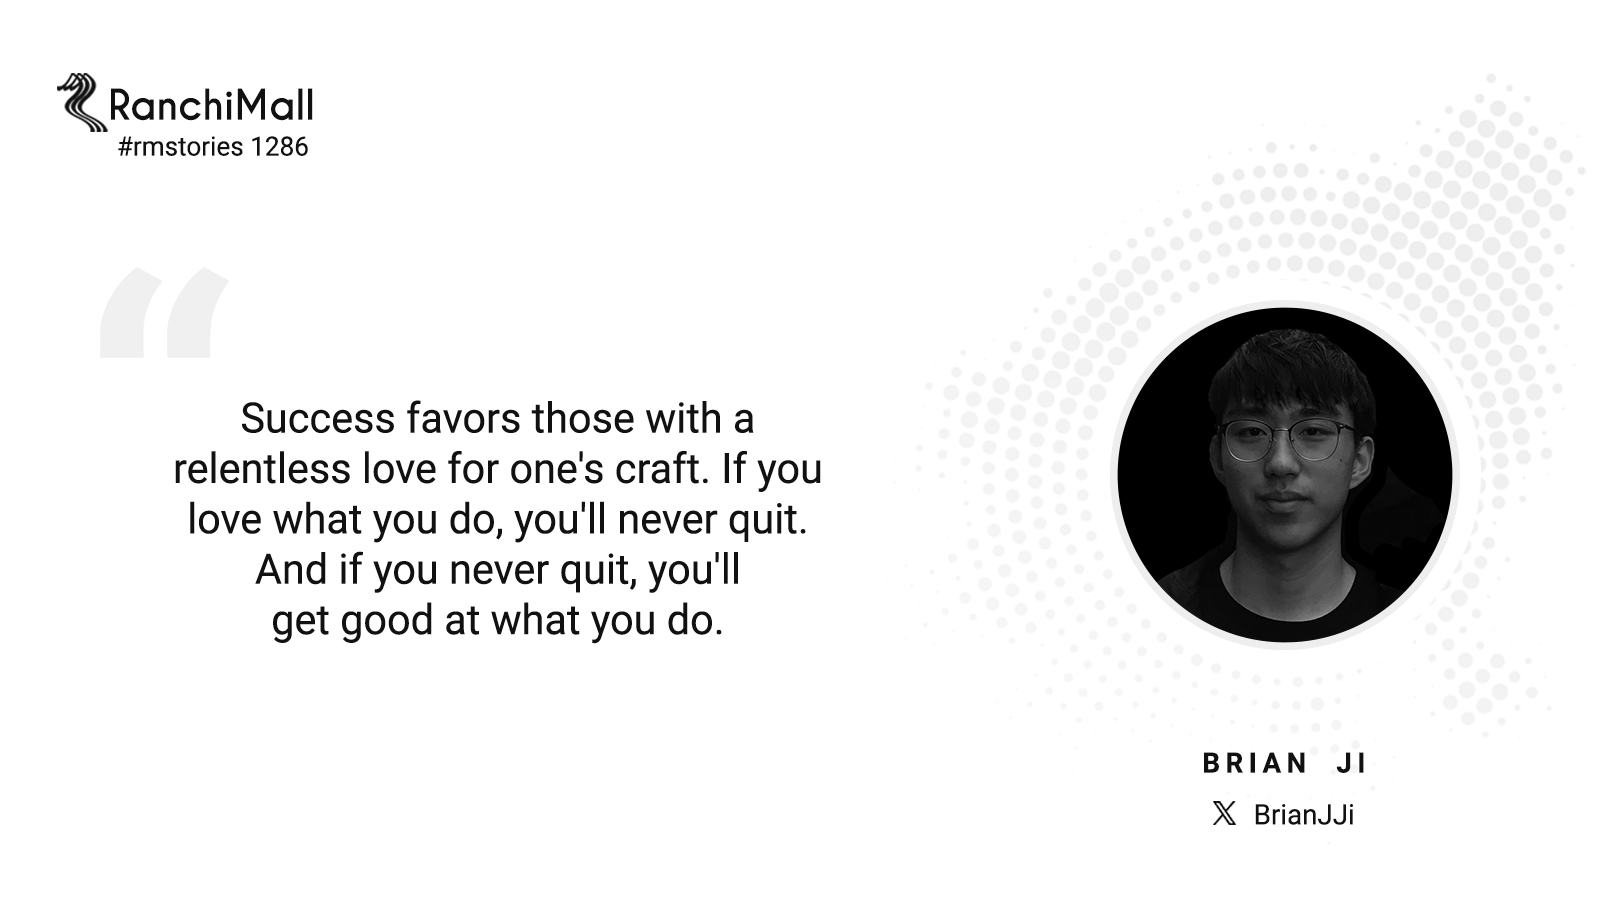 RanchiMall
#rmstories 1286
“
Success favors those with a
relentless love for one's craft. If you
love what you do, you'll never quit.
And if you never quit, you'll
get good at what you do.
BRIAN JI
𝕏 BrianJJi